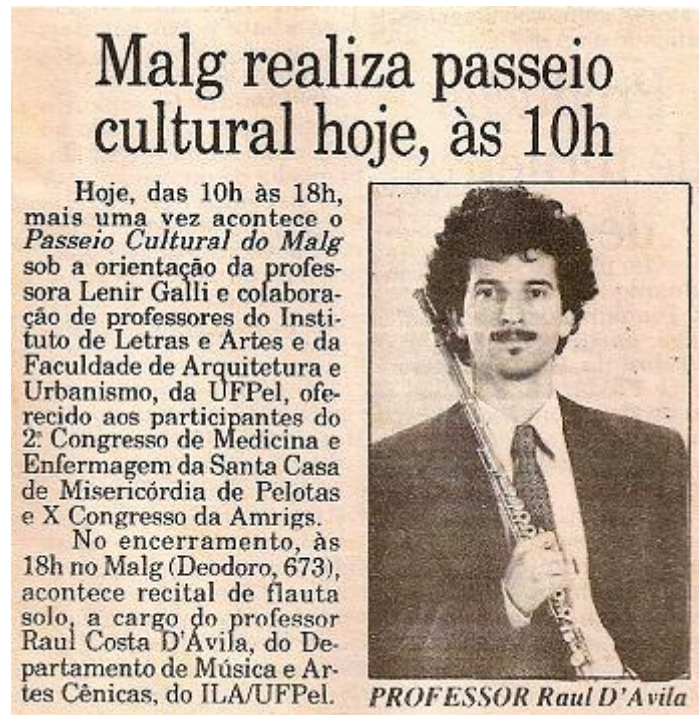 Malg realiza passeio
cultural hoje, às 10h
Hoje, das 10h às 18h,
mais uma vez acontece o
Passeio Cultural do Malg
sob a orientação da profes-
sora Lenir Galli e colabora-
ção de professores do Insti-
tuto de Letras e Artes e da
Faculdade de Arquitetura e
Urbanismo, da UFPel, ofe-
recido aos participantes do
2º Congresso de Medicina e
Enfermagem da Santa Casa
de Misericórdia de Pelotas
e X Congresso da Amrigs.
No encerramento, às
18h no Malg (Deodoro, 673),
acontece recital de flauta
solo, a cargo do professor
Raul Costa D'Ávila, do De-
partamento de Música e Ar-
tes Cênicas, do ILA/UFPel.
PROFESSOR Raul D'Avila